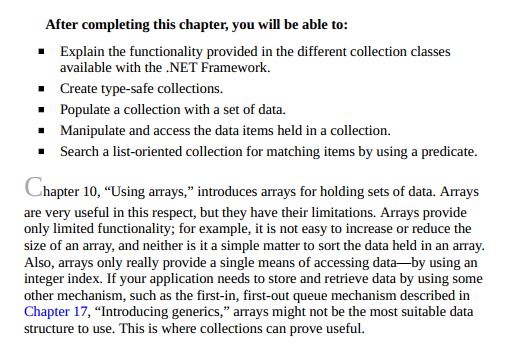 After completing this chapter, you will be able to:
▪ Explain the functionality provided in the different collection classes
available with the .NET Framework.
▪ Create type-safe collections.
▪ Populate a collection with a set of data.
▪ Manipulate and access the data items held in a collection.
▪ Search a list-oriented collection for matching items by using a predicate.
Chapter 10, “Using arrays,” introduces arrays for holding sets of data. Arrays
are very useful in this respect, but they have their limitations. Arrays provide
only limited functionality; for example, it is not easy to increase or reduce the
size of an array, and neither is it a simple matter to sort the data held in an array.
Also, arrays only really provide a single means of accessing data—by using an
integer index. If your application needs to store and retrieve data by using some
other mechanism, such as the first-in, first-out queue mechanism described in
Chapter 17, “Introducing generics,” arrays might not be the most suitable data
structure to use. This is where collections can prove useful.